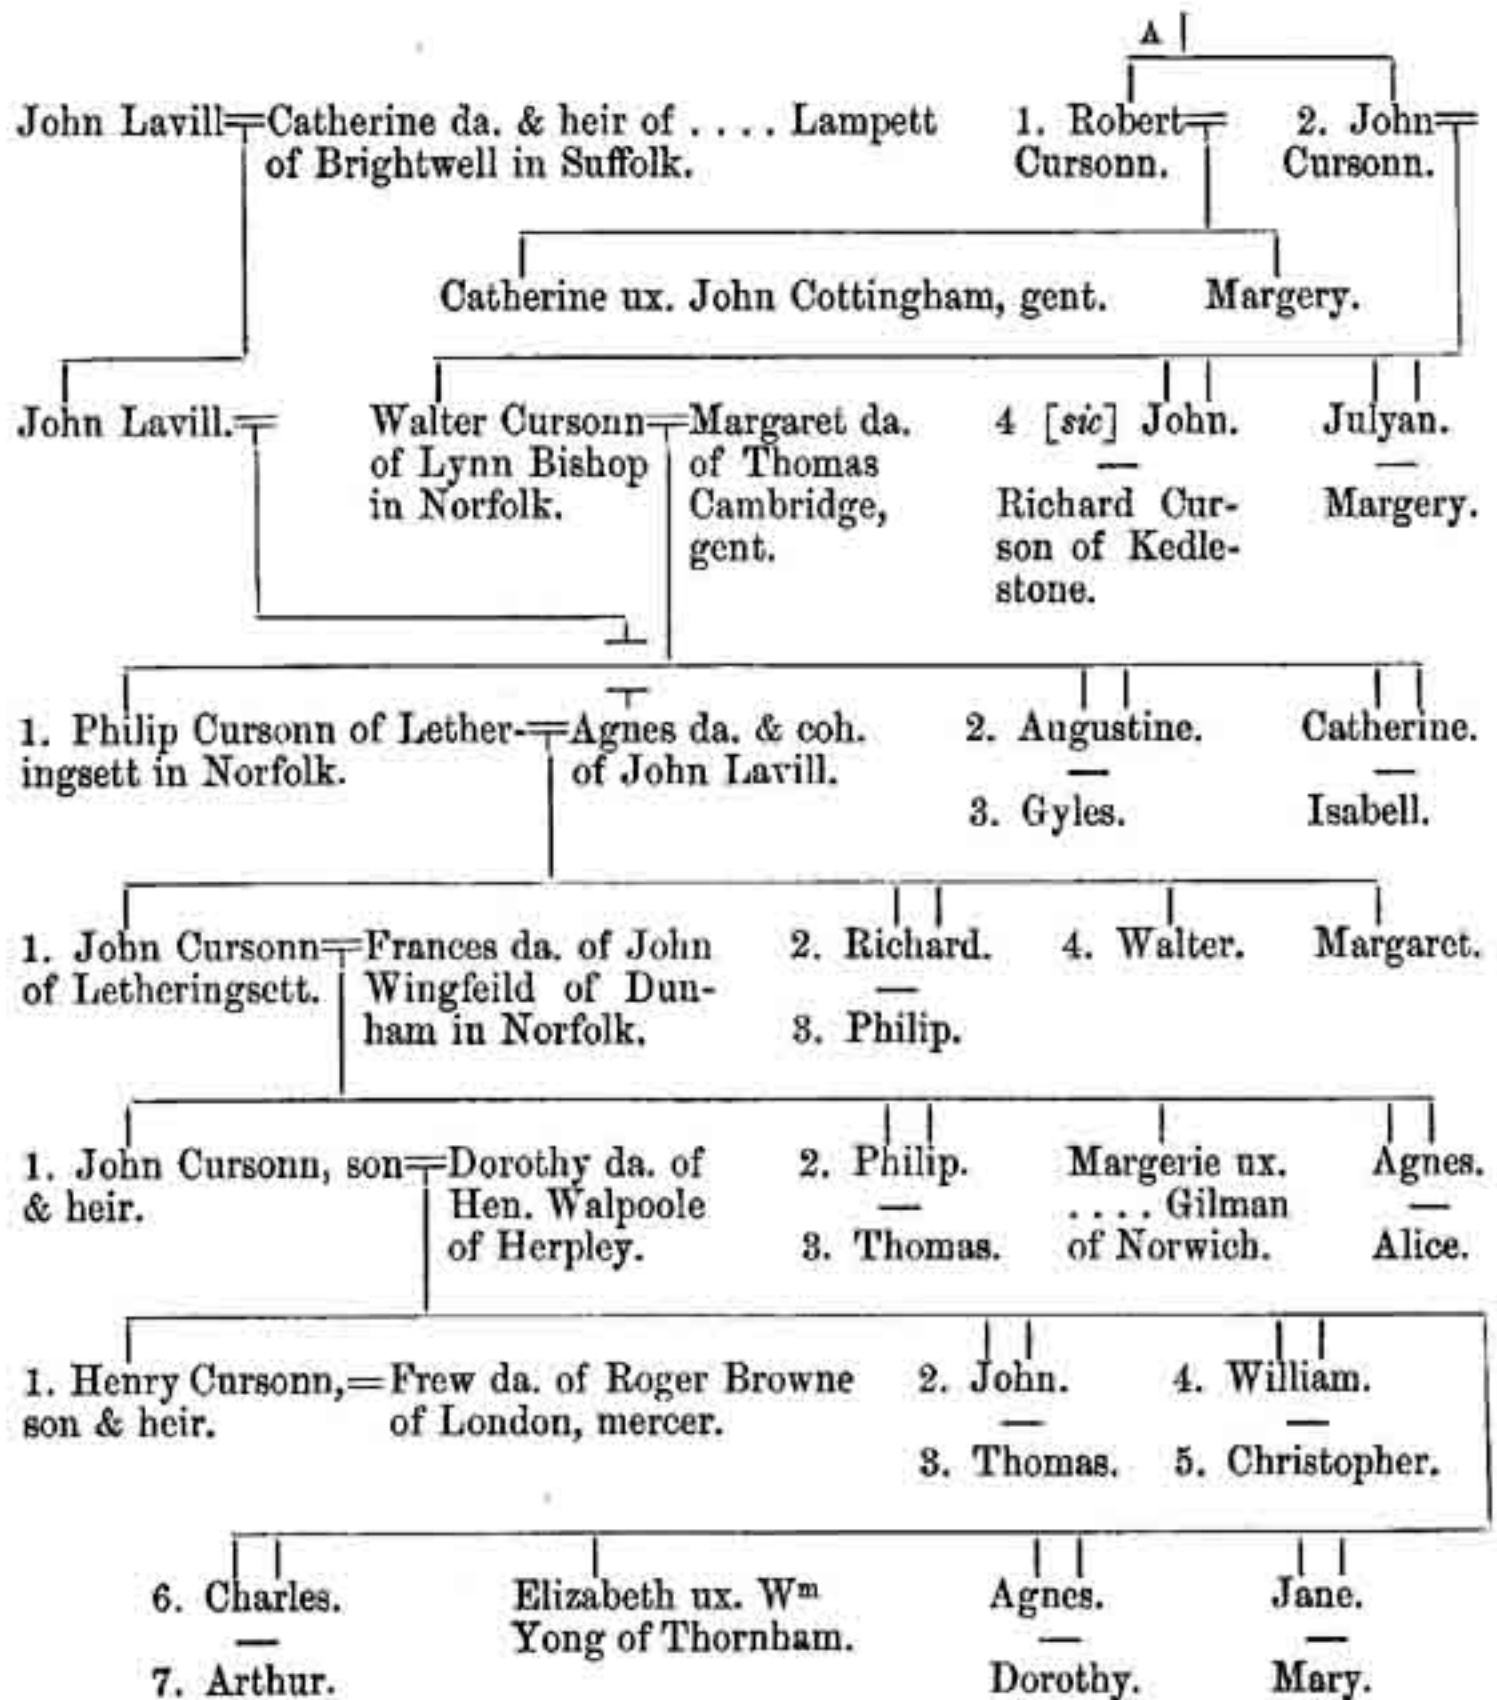 A
John Lavill=Catherine da. & heir of .... Lampett
of Brightwell in Suffolk.
1. Robert=
Cursonn.
2. John=
Cursonn.
Catherine ux. John Cottingham, gent.
Margery.
John Lavill.=
Walter Cursonn=Margaret da.
of Lynn Bishop
in Norfolk.
of Thomas
Cambridge,
gent.
4 [sic] John.
—
Richard Cur-
son of Kedle-
stone.
Julyan.
—
Margery.
1. Philip Cursonn of Lether-=Agnes da. & coh.
ingsett in Norfolk.
of John Lavill.
2. Augustine.
—
3. Gyles.
Catherine.
—
Isabell.
1. John Cursonn=Frances da. of John
of Letheringsett.
Wingfeild of Dun-
ham in Norfolk.
2. Richard.
—
3. Philip.
4. Walter.
Margaret.
1. John Cursonn, son=Dorothy da. of
& heir.
Hen. Walpoole
of Herpley.
2. Philip.
—
3. Thomas.
Margerie ux.
.... Gilman
of Norwich.
Agnes.
—
Alice.
1. Henry Cursonn,=Frew da. of Roger Browne
son & heir.
of London, mercer.
2. John.
—
3. Thomas.
4. William.
—
5. Christopher.
6. Charles.
—
7. Arthur.
Elizabeth ux. Wm
Yong of Thornham.
Agnes.
—
Dorothy.
Jane.
—
Mary.